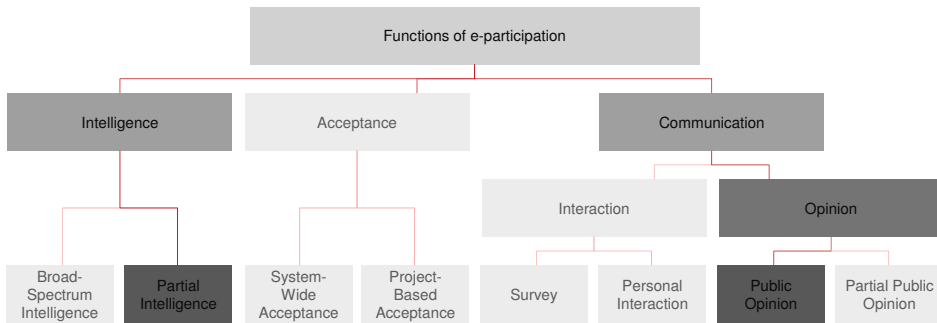 Functions of e-participation
Intelligence
Acceptance
Communication
Interaction
Opinion
Broad-
Spectrum
Intelligence
Partial
Intelligence
System-
Wide
Acceptance
Project-
Based
Acceptance
Survey
Personal
Interaction
Public
Opinion
Partial Public
Opinion